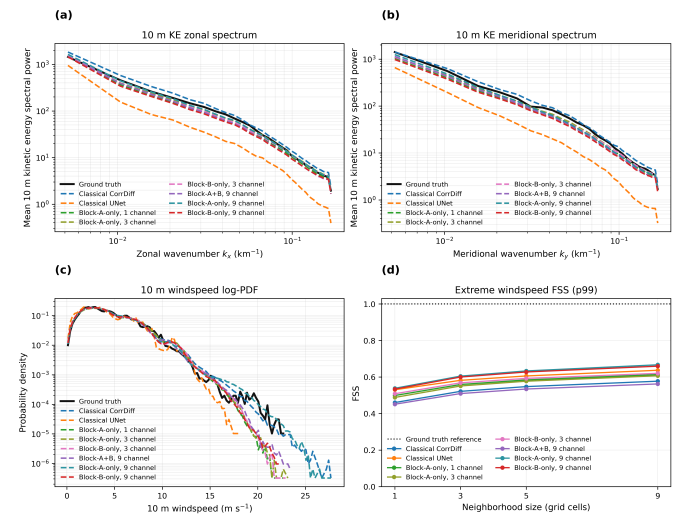 (a)
10 m KE zonal spectrum
Mean 10 m kinetic energy spectral power
10³
10²
10¹
10⁰
Ground truth
Classical CorrDiff
Classical UNet
Block-A-only, 1 channel
Block-A-only, 3 channel
Block-B-only, 3 channel
Block-A+B, 9 channel
Block-A-only, 9 channel
Block-B-only, 9 channel
10⁻²
10⁻¹
Zonal wavenumber kₓ (km⁻¹)
(b)
10 m KE meridional spectrum
Mean 10 m kinetic energy spectral power
10³
10²
10¹
10⁰
Ground truth
Classical CorrDiff
Classical UNet
Block-A-only, 1 channel
Block-A-only, 3 channel
Block-B-only, 3 channel
Block-A+B, 9 channel
Block-A-only, 9 channel
Block-B-only, 9 channel
10⁻²
10⁻¹
Meridional wavenumber k_y (km⁻¹)
(c)
10 m windspeed log-PDF
Probability density
10⁻¹
10⁻²
10⁻³
10⁻⁴
10⁻⁵
10⁻⁶
Ground truth
Classical CorrDiff
Classical UNet
Block-A-only, 1 channel
Block-A-only, 3 channel
Block-B-only, 3 channel
Block-A+B, 9 channel
Block-A-only, 9 channel
Block-B-only, 9 channel
0 5 10 15 20 25
10 m windspeed (m s⁻¹)
(d)
Extreme windspeed FSS (p99)
FSS
1.0
0.8
0.6
0.4
0.2
0.0
Ground truth reference
Classical CorrDiff
Classical UNet
Block-A-only, 1 channel
Block-A-only, 3 channel
Block-B-only, 3 channel
Block-A+B, 9 channel
Block-A-only, 9 channel
Block-B-only, 9 channel
1 3 5 9
Neighborhood size (grid cells)